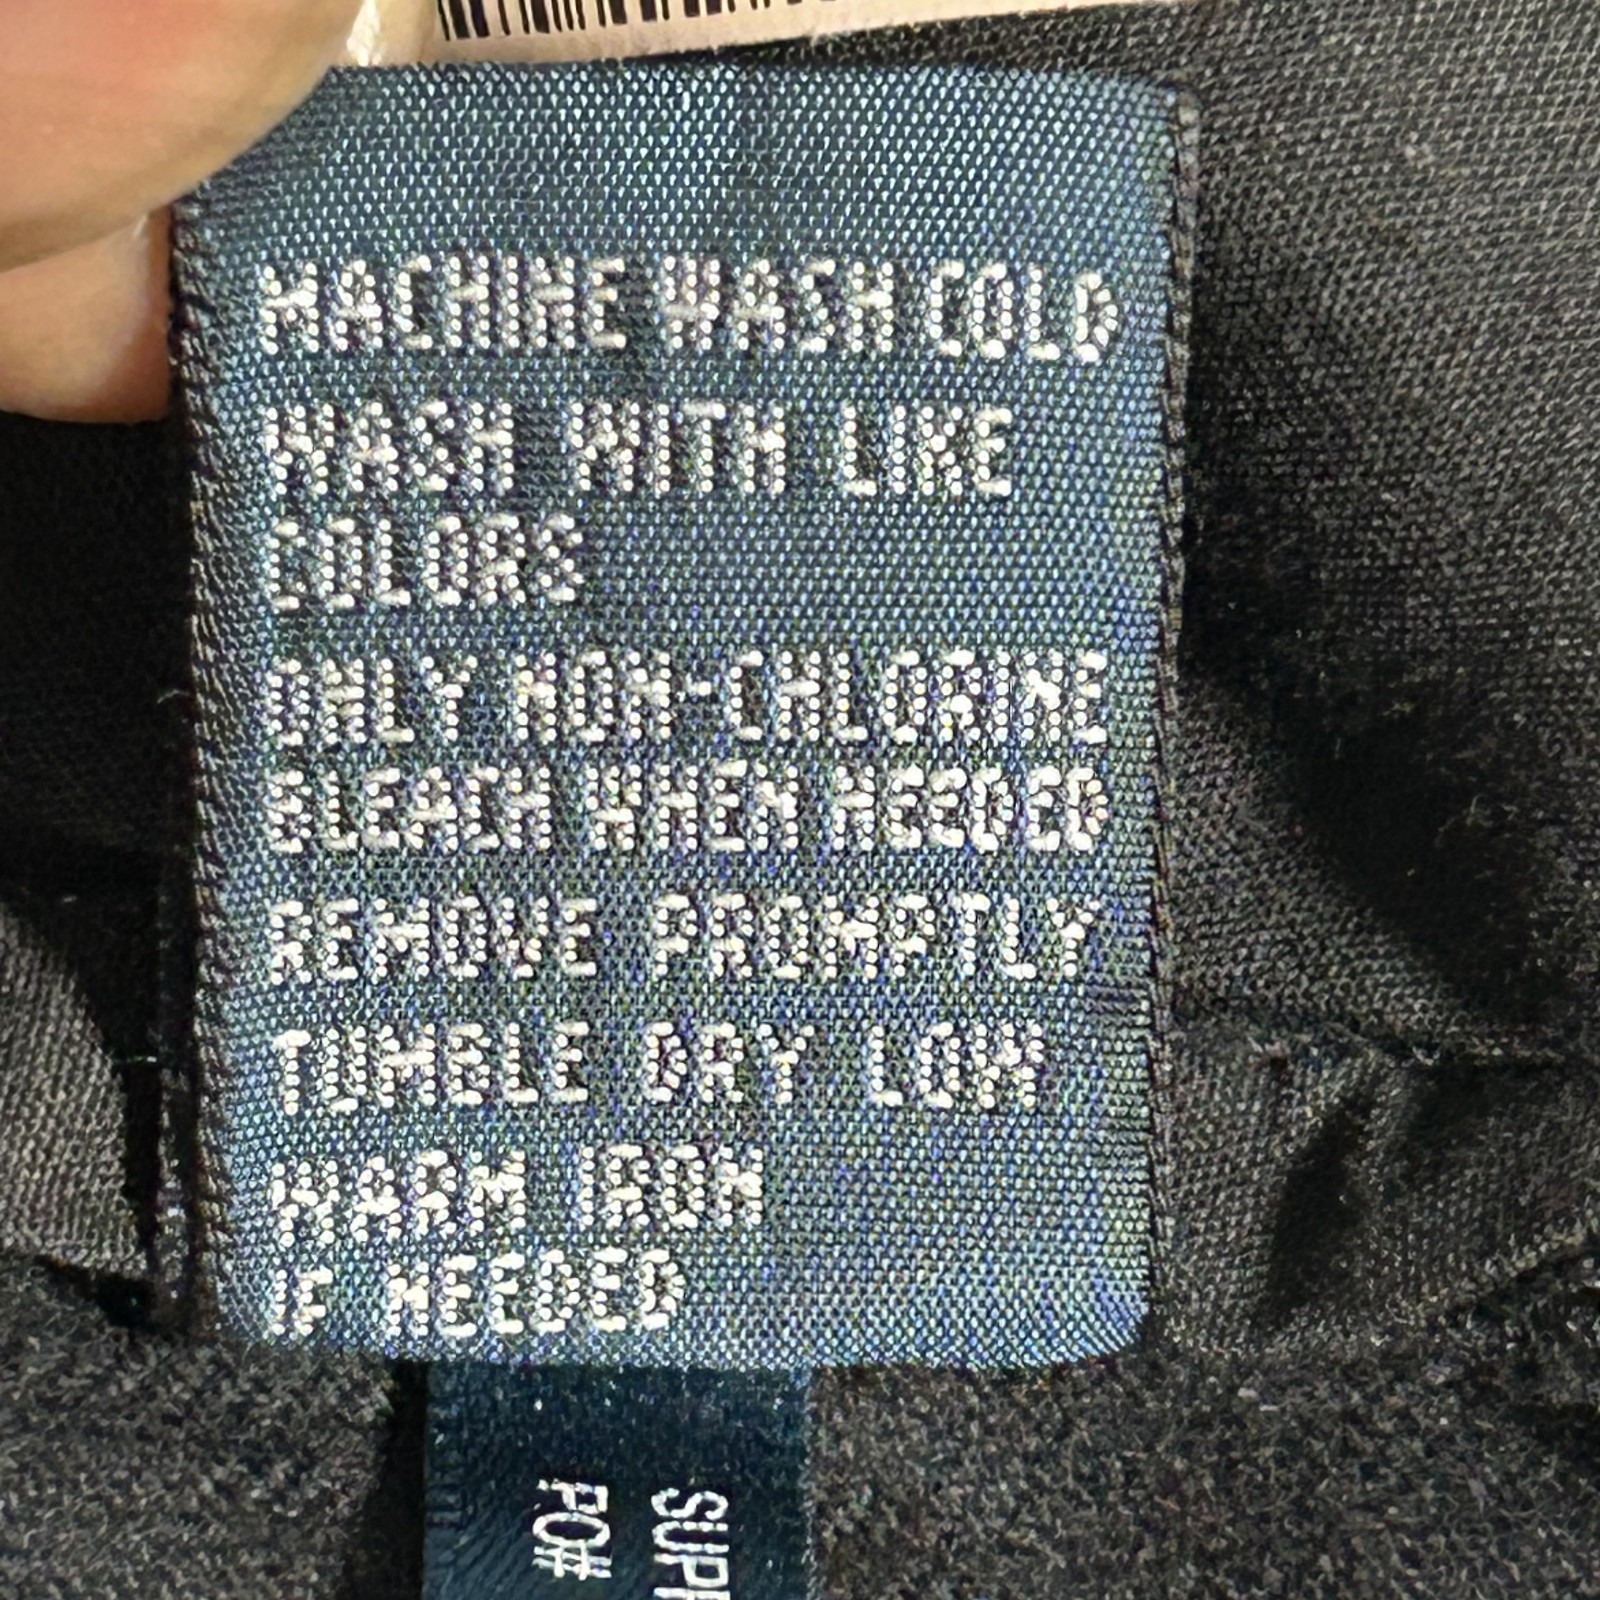 MACHINE WASH COLD
WASH WITH LIKE
COLORS
ONLY NON-CHLORINE
BLEACH WHEN NEEDED
REMOVE PROMPTLY
TUMBLE DRY LOW
WARM IRON
IF NEEDED
PO#